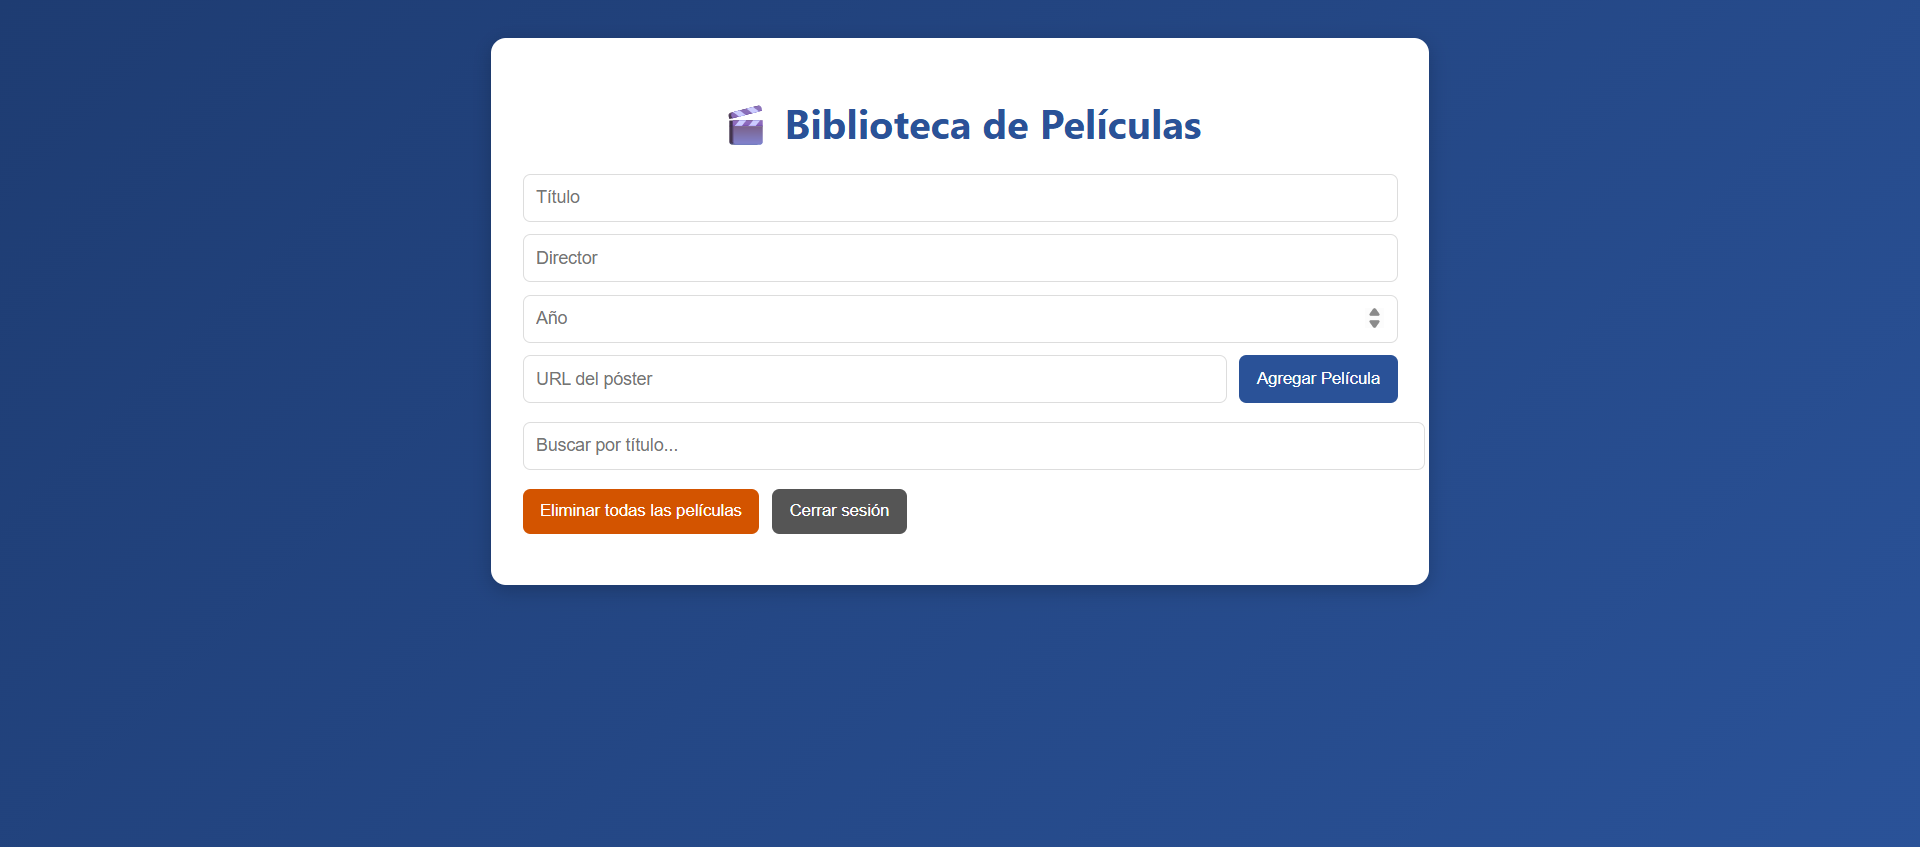 Biblioteca de Películas
Título
Director
Año
URL del póster
Agregar Película
Buscar por título...
Eliminar todas las películas
Cerrar sesión